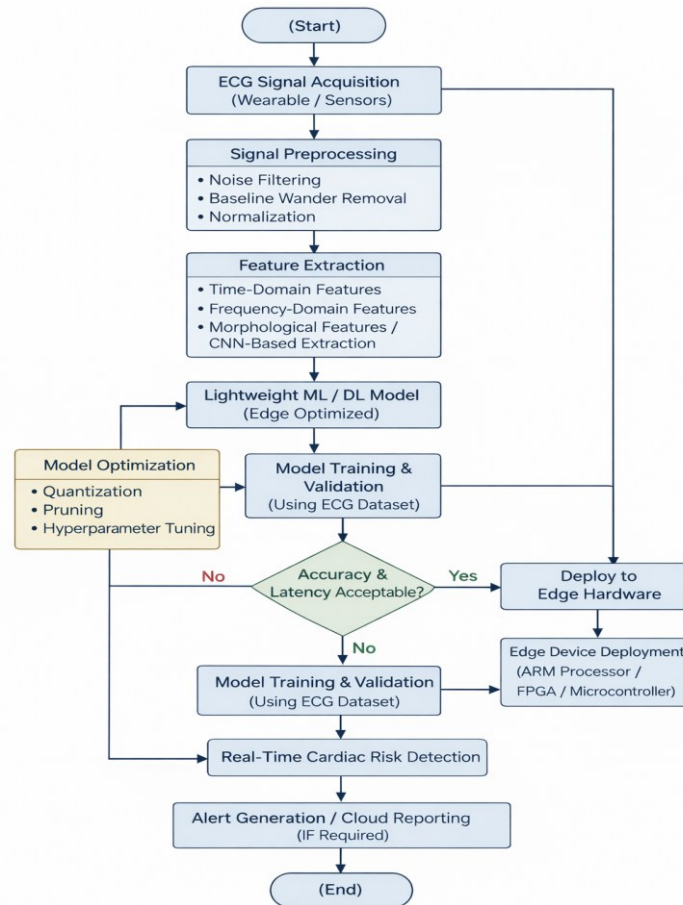 (Start)
ECG Signal Acquisition
(Wearable / Sensors)
Signal Preprocessing
• Noise Filtering
• Baseline Wander Removal
• Normalization
Feature Extraction
• Time-Domain Features
• Frequency-Domain Features
• Morphological Features /
CNN-Based Extraction
Lightweight ML / DL Model
(Edge Optimized)
Model Optimization
• Quantization
• Pruning
• Hyperparameter Tuning
Model Training &
Validation
(Using ECG Dataset)
No
Accuracy &
Latency Acceptable?
Yes
Deploy to
Edge Hardware
No
Edge Device Deployment
(ARM Processor /
FPGA / Microcontroller)
Model Training & Validation
(Using ECG Dataset)
Real-Time Cardiac Risk Detection
Alert Generation / Cloud Reporting
(IF Required)
(End)